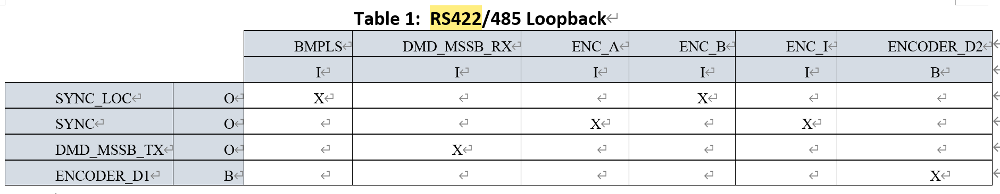 Table 1:  RS422/485 Loopback
BMPLS DMD_MSSB_RX ENC_A ENC_B ENC_I ENCODER_D2
I I I I I B
SYNC_LOC O X X
SYNC O X X
DMD_MSSB_TX O X
ENCODER_D1 B X